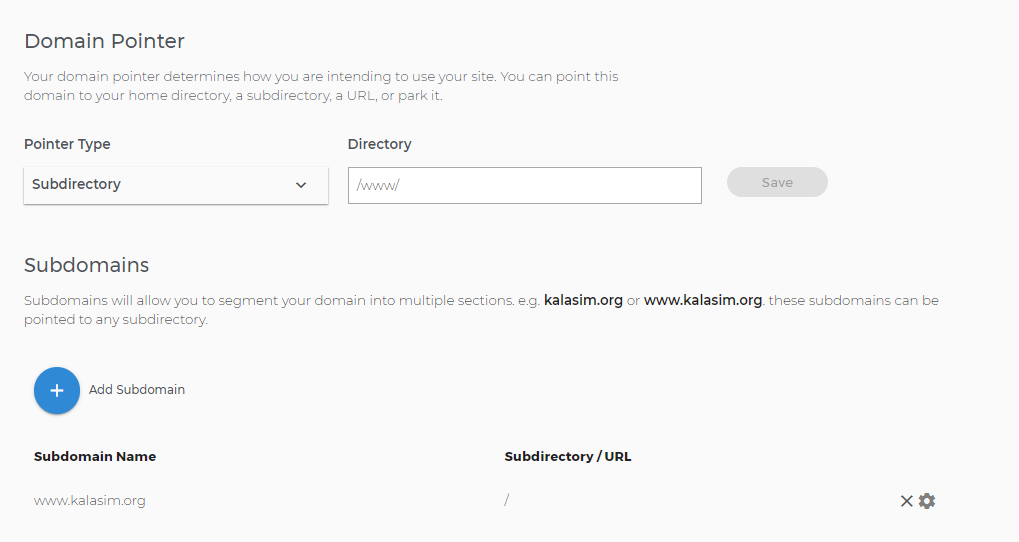 Domain Pointer
Your domain pointer determines how you are intending to use your site. You can point this
domain to your home directory, a subdirectory, a URL, or park it.
Pointer Type
Directory
Subdirectory
/www/
Save
Subdomains
Subdomains will allow you to segment your domain into multiple sections. e.g. kalasim.org or www.kalasim.org. these subdomains can be
pointed to any subdirectory.
Add Subdomain
Subdomain Name
Subdirectory / URL
www.kalasim.org
/